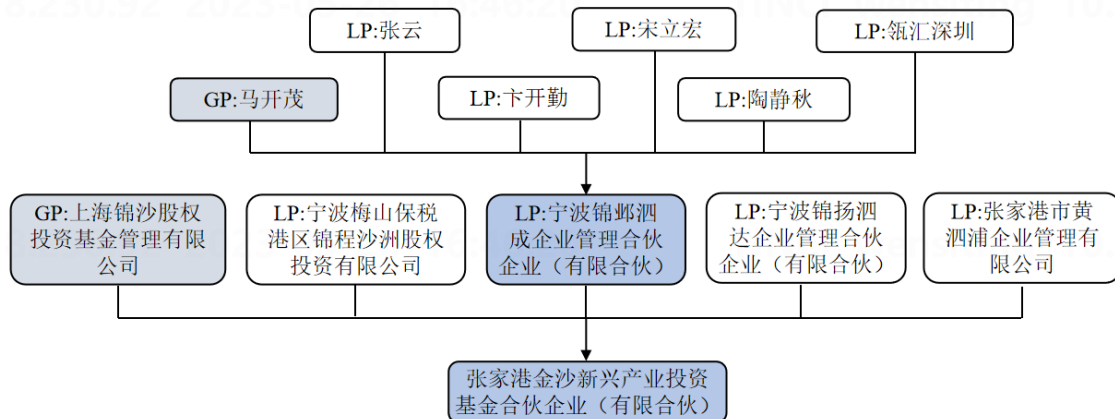 LP:张云
LP:宋立宏
LP:瓴汇深圳
GP:马开茂
LP:卞开勤
LP:陶静秋
GP:上海锦沙股权
投资基金管理有限
公司
LP:宁波梅山保税
港区锦程沙洲股权
投资有限公司
LP:宁波锦邺泗
成企业管理合伙
企业（有限合伙）
LP:宁波锦扬泗
达企业管理合伙
企业（有限合伙）
LP:张家港市黄
泗浦企业管理有
限公司
张家港金沙新兴产业投资
基金合伙企业（有限合伙）